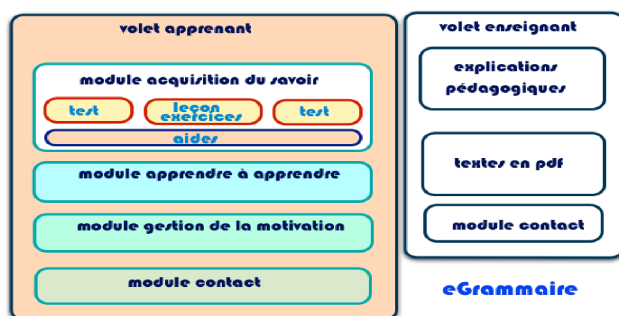 volet apprenant
module acquisition du savoir
test
leçon
exercices
test
aides
module apprendre à apprendre
module gestion de la motivation
module contact
volet enseignant
explications
pédagogiques
textes en pdf
module contact
eGrammaire